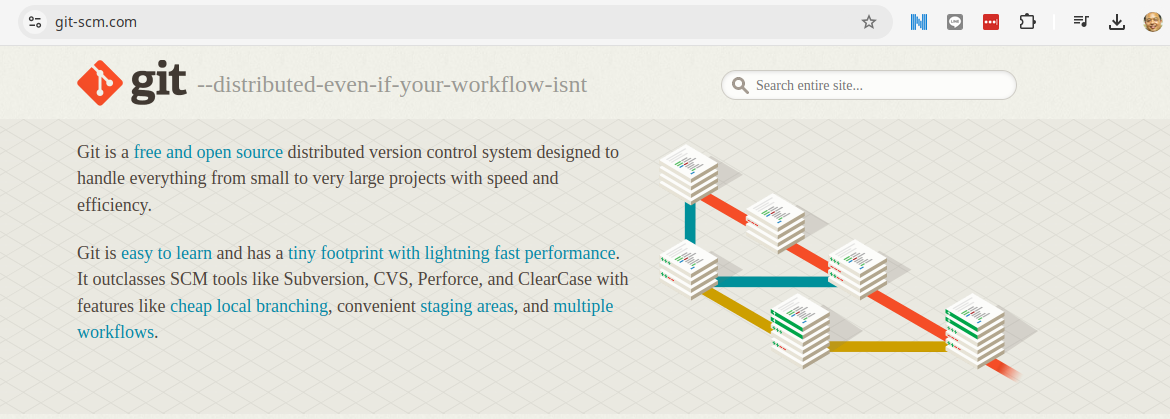 git-scm.com
git --distributed-even-if-your-workflow-isnt
Search entire site...
Git is a free and open source distributed version control system designed to
handle everything from small to very large projects with speed and
efficiency.
Git is easy to learn and has a tiny footprint with lightning fast performance.
It outclasses SCM tools like Subversion, CVS, Perforce, and ClearCase with
features like cheap local branching, convenient staging areas, and multiple
workflows.